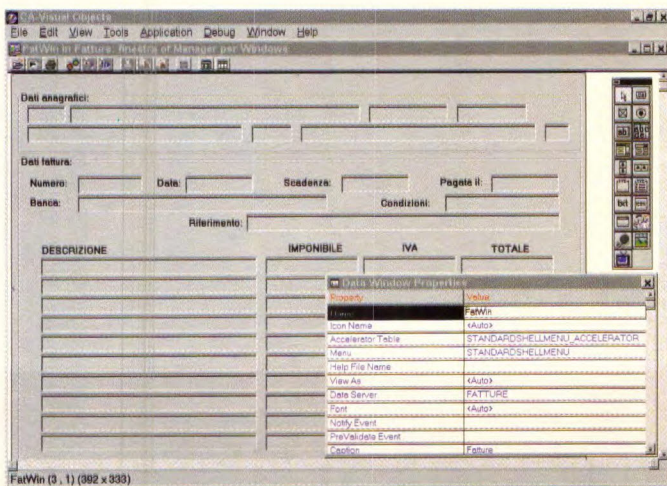 CA-Visual Objects
File Edit View Tools Application Debug Window Help
FatWin in Fatture: finestra of Manager per Windows
Dati anagrafici:
Dati fattura:
Numero: Data: Scadenza: Pagata il:
Banca: Condizioni:
Riferimento:
DESCRIZIONE IMPONIBILE IVA TOTALE
Data Window Properties
Property Value
Name FatWin
Icon Name <Auto>
Accelerator Table STANDARDSHELLMENU_ACCELERATOR
Menu STANDARDSHELLMENU
Help File Name
View As <Auto>
Data Server FATTURE
Font <Auto>
Notify Event
PreValidate Event
Caption Fatture
FatWin (3 , 1) (392 x 333)